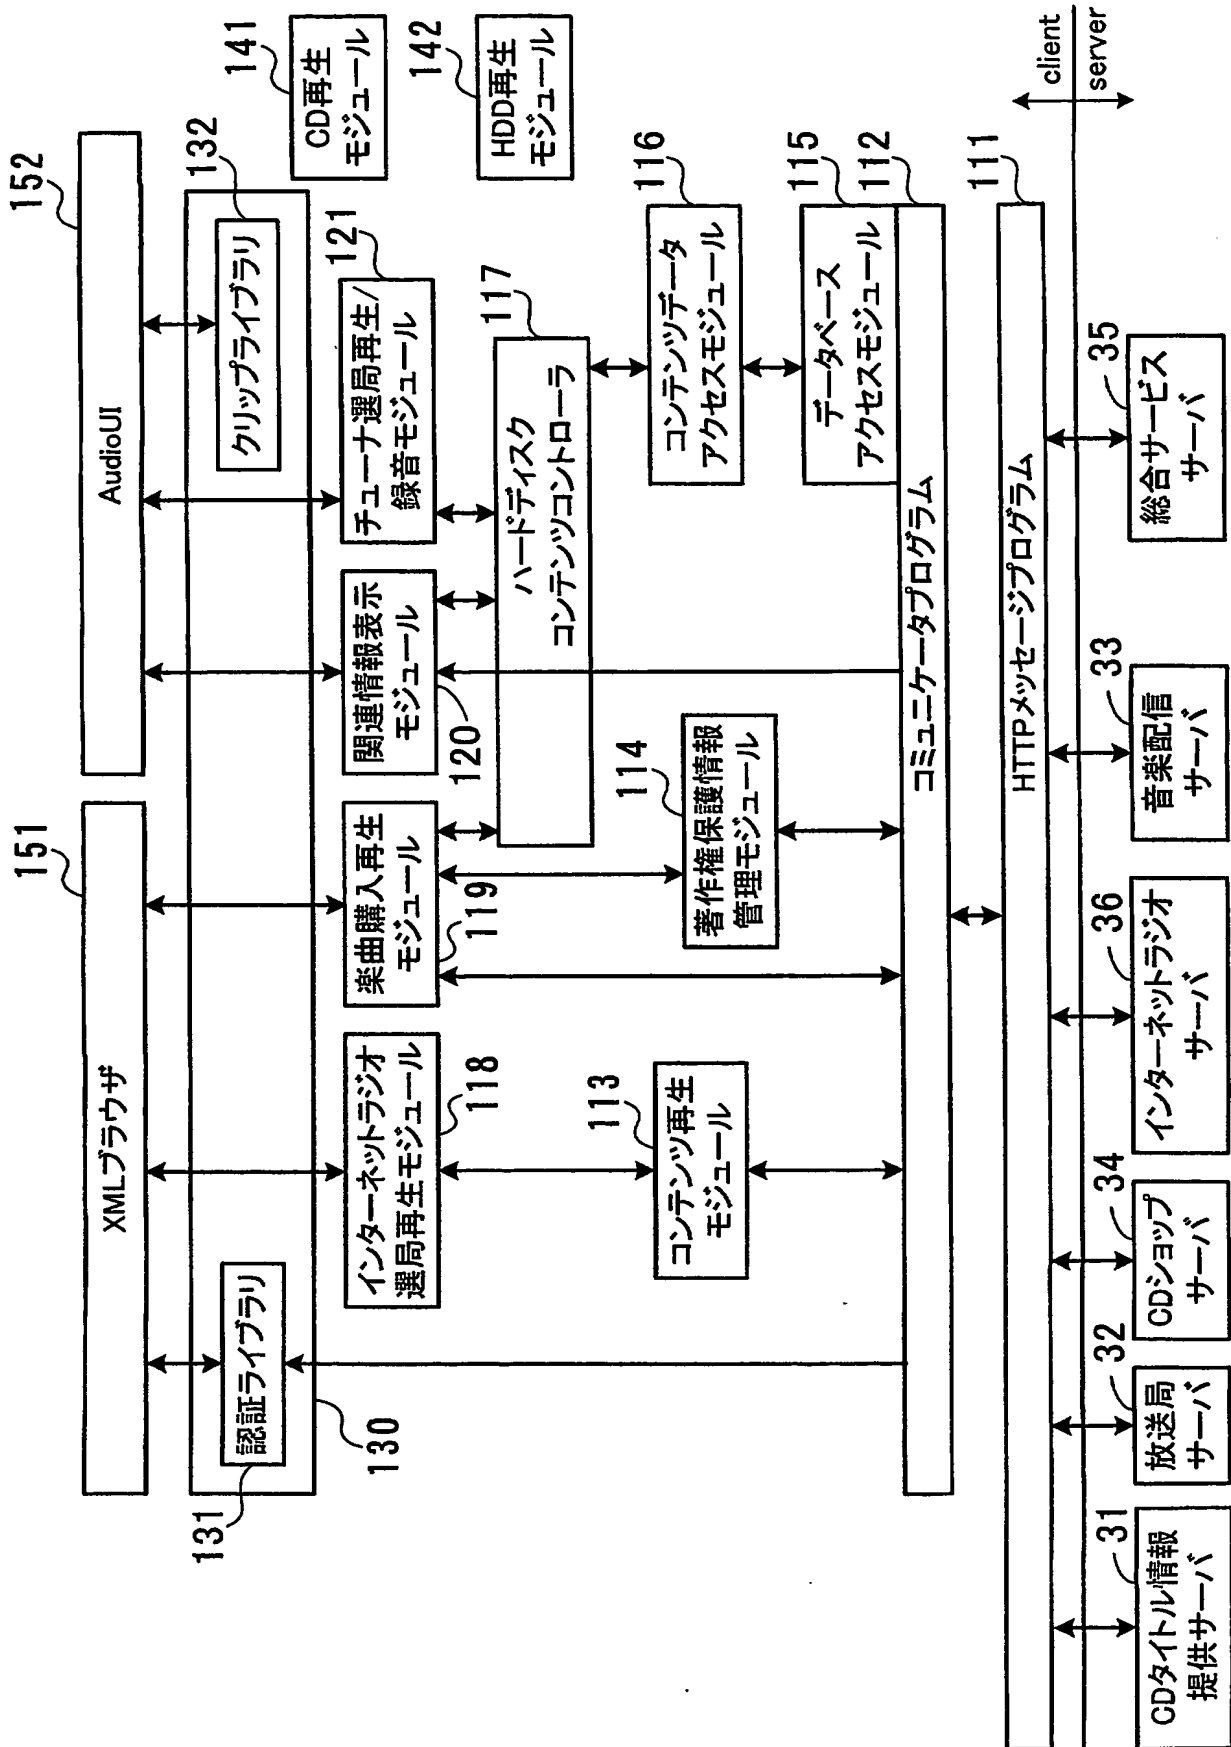 151
XMLブラウザ
152
AudioUI
131
認証ライブラリ
130
132
クリップライブラリ
141
CD再生
モジュール
142
HDD再生
モジュール
インターネットラジオ
選局再生モジュール
118
楽曲購入再生
モジュール
119
関連情報表示
モジュール
120
チューナ選局再生/
録音モジュール
121
ハードディスク
コンテンツコントローラ
117
コンテンツ再生
モジュール
113
著作権保護情報
管理モジュール
114
コンテンツデータ
アクセスモジュール
116
データベース
アクセスモジュール
115
コミュニケータプログラム
112
HTTPメッセージプログラム
111
client
server
CDタイトル情報
提供サーバ
31
放送局
サーバ
32
CDショップ
サーバ
34
インターネットラジオ
サーバ
36
音楽配信
サーバ
33
総合サービス
サーバ
35